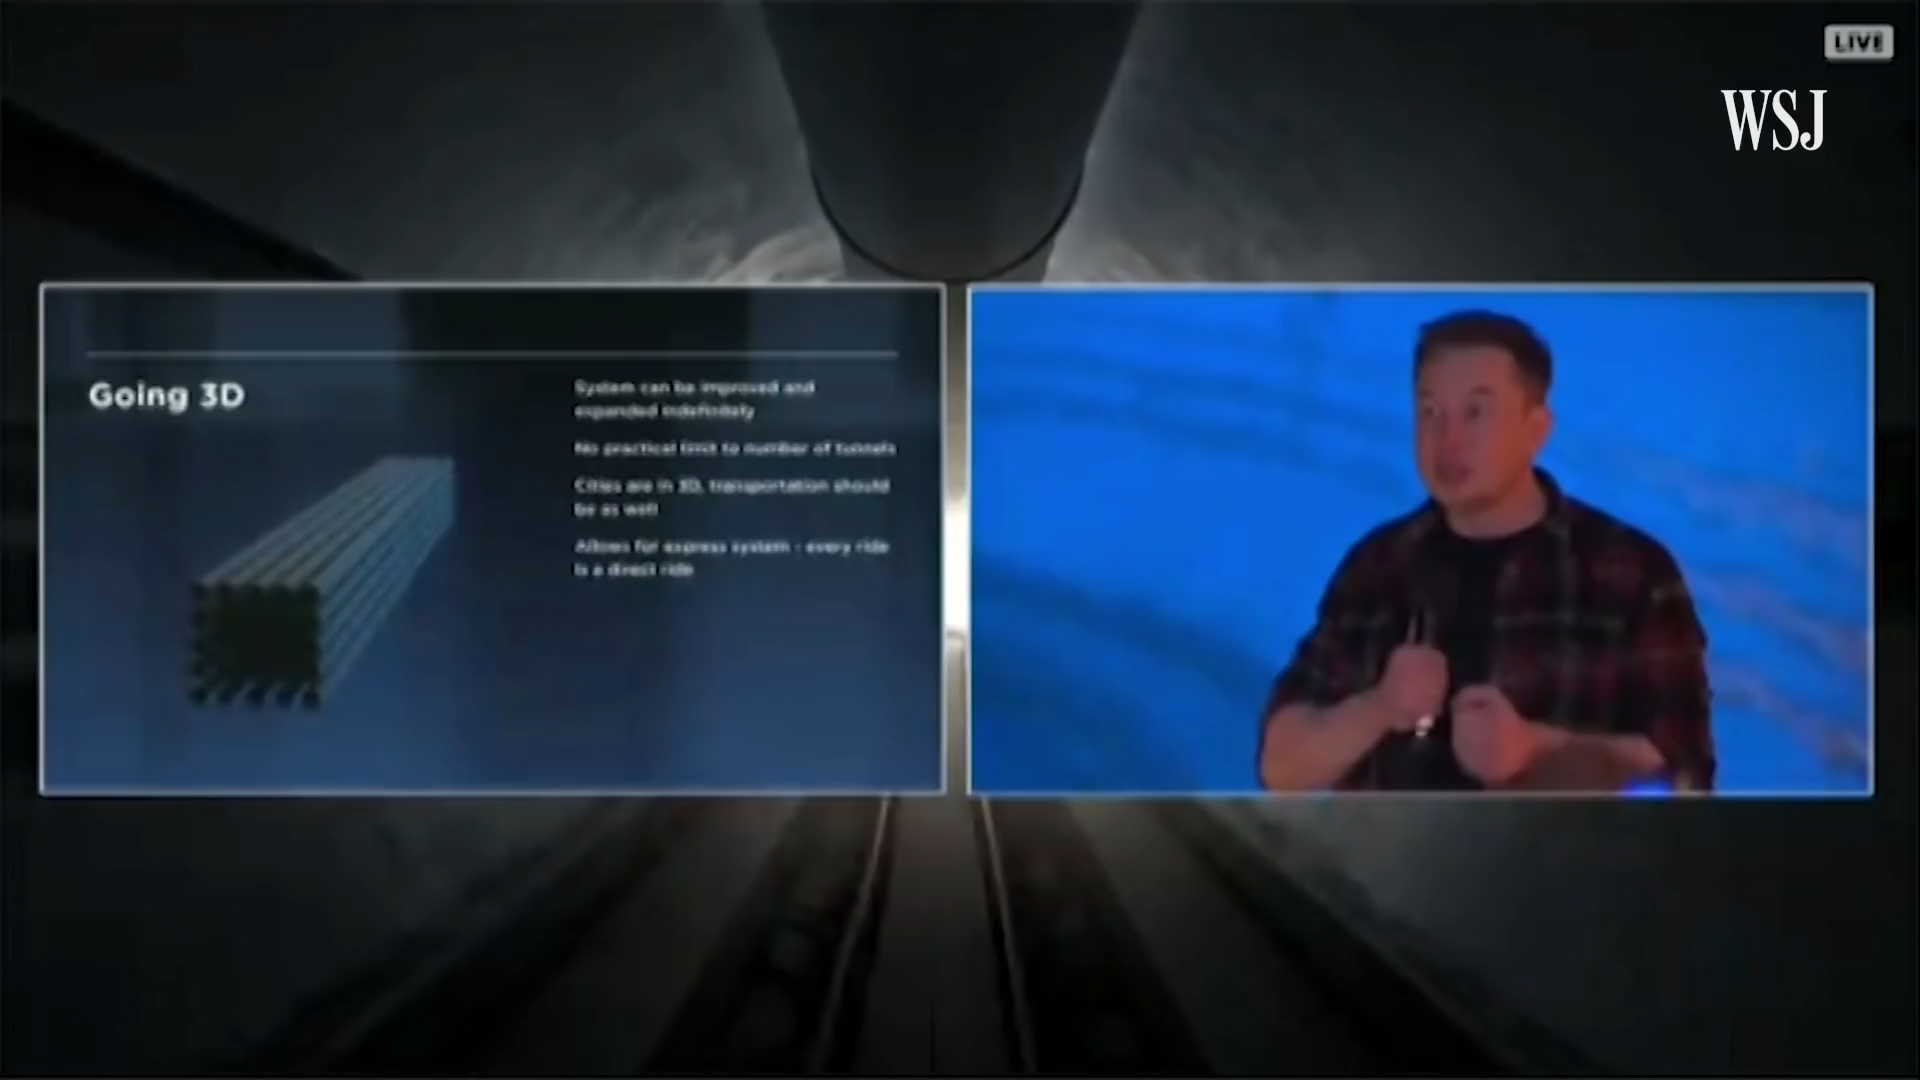 LIVE
WSJ
Going 3D
System can be improved and
expanded indefinitely
No practical limit to number of tunnels
Cities are in 3D, transportation should
be as well
Allows for express system - every ride
is a direct ride